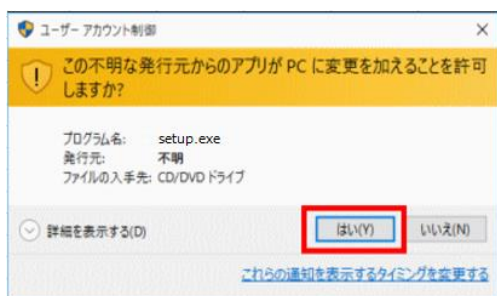 ユーザー アカウント制御
この不明な発行元からのアプリが PC に変更を加えることを許可
しますか?
プログラム名: setup.exe
発行元: 不明
ファイルの入手先: CD/DVD ドライブ
詳細を表示する(D) はい(Y) いいえ(N)
これらの通知を表示するタイミングを変更する